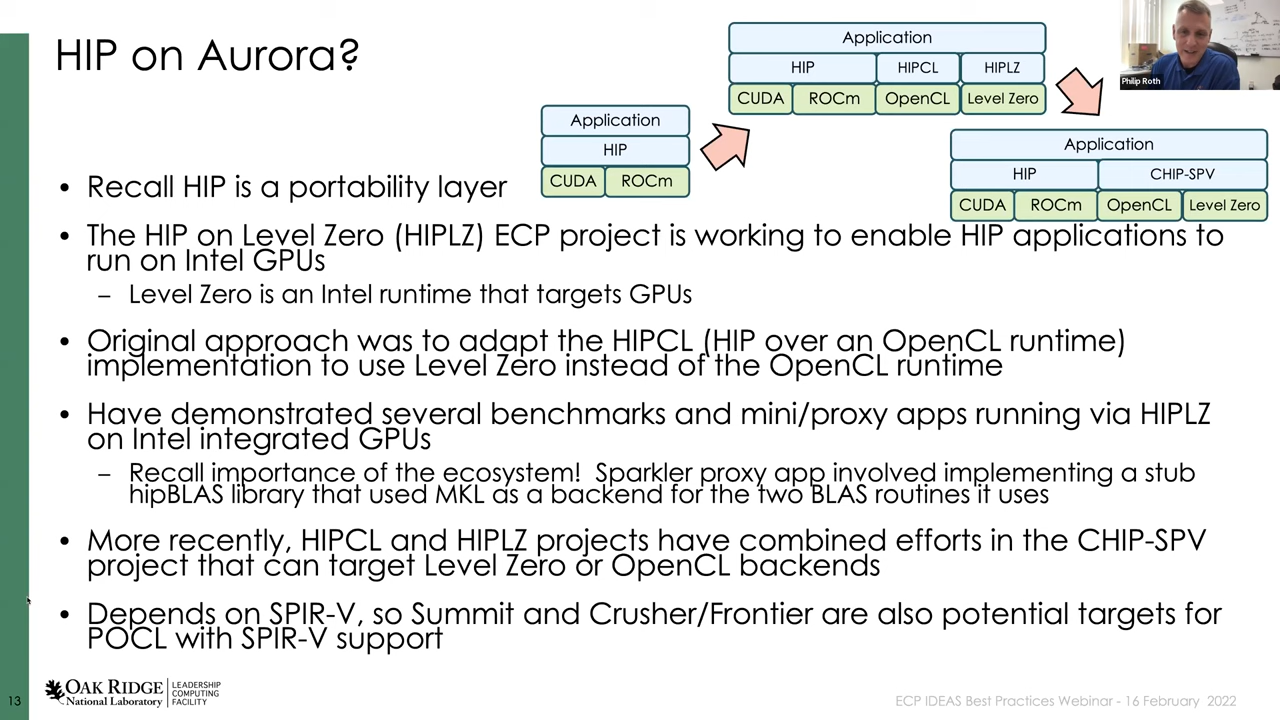 HIP on Aurora?
Application
HIP
CUDA ROCm
Application
HIP HIPCL HIPLZ
CUDA ROCm OpenCL Level Zero
Application
HIP CHIP-SPV
CUDA ROCm OpenCL Level Zero
Philip Roth
• Recall HIP is a portability layer
• The HIP on Level Zero (HIPLZ) ECP project is working to enable HIP applications to
run on Intel GPUs
– Level Zero is an Intel runtime that targets GPUs
• Original approach was to adapt the HIPCL (HIP over an OpenCL runtime)
implementation to use Level Zero instead of the OpenCL runtime
• Have demonstrated several benchmarks and mini/proxy apps running via HIPLZ
on Intel integrated GPUs
– Recall importance of the ecosystem! Sparkler proxy app involved implementing a stub
hipBLAS library that used MKL as a backend for the two BLAS routines it uses
• More recently, HIPCL and HIPLZ projects have combined efforts in the CHIP-SPV
project that can target Level Zero or OpenCL backends
• Depends on SPIR-V, so Summit and Crusher/Frontier are also potential targets for
POCL with SPIR-V support
13
OAK RIDGE
National Laboratory
LEADERSHIP
COMPUTING
FACILITY
ECP IDEAS Best Practices Webinar - 16 February 2022